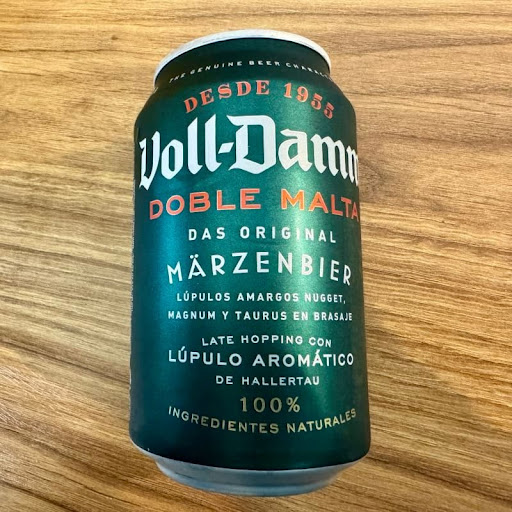 THE GENUINE BEER
DESDE 1955
Voll-Damm
DOBLE MALTA
DAS ORIGINAL
MÄRZENBIER
LÚPULOS AMARGOS NUGGET,
MAGNUM Y TAURUS EN BRASAJE
LATE HOPPING CON
LÚPULO AROMÁTICO
DE HALLERTAU
100%
INGREDIENTES NATURALES